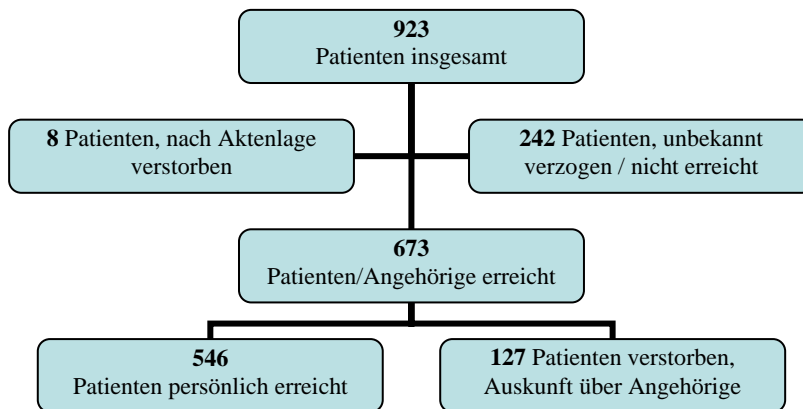 923
Patienten insgesamt
8 Patienten, nach Aktenlage
verstorben
242 Patienten, unbekannt
verzogen / nicht erreicht
673
Patienten/Angehörige erreicht
546
Patienten persönlich erreicht
127 Patienten verstorben,
Auskunft über Angehörige